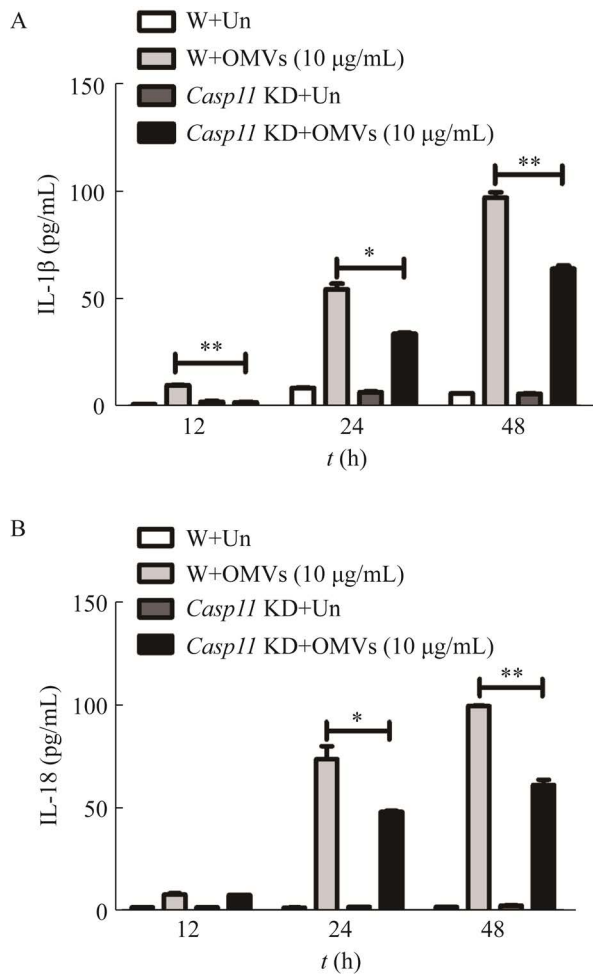 A
W+Un
W+OMVs (10 μg/mL)
Casp11 KD+Un
Casp11 KD+OMVs (10 μg/mL)
150
100
50
0
IL-1β (pg/mL)
**
*
**
12 24 48
t (h)
B
W+Un
W+OMVs (10 μg/mL)
Casp11 KD+Un
Casp11 KD+OMVs (10 μg/mL)
150
100
50
0
IL-18 (pg/mL)
*
**
12 24 48
t (h)